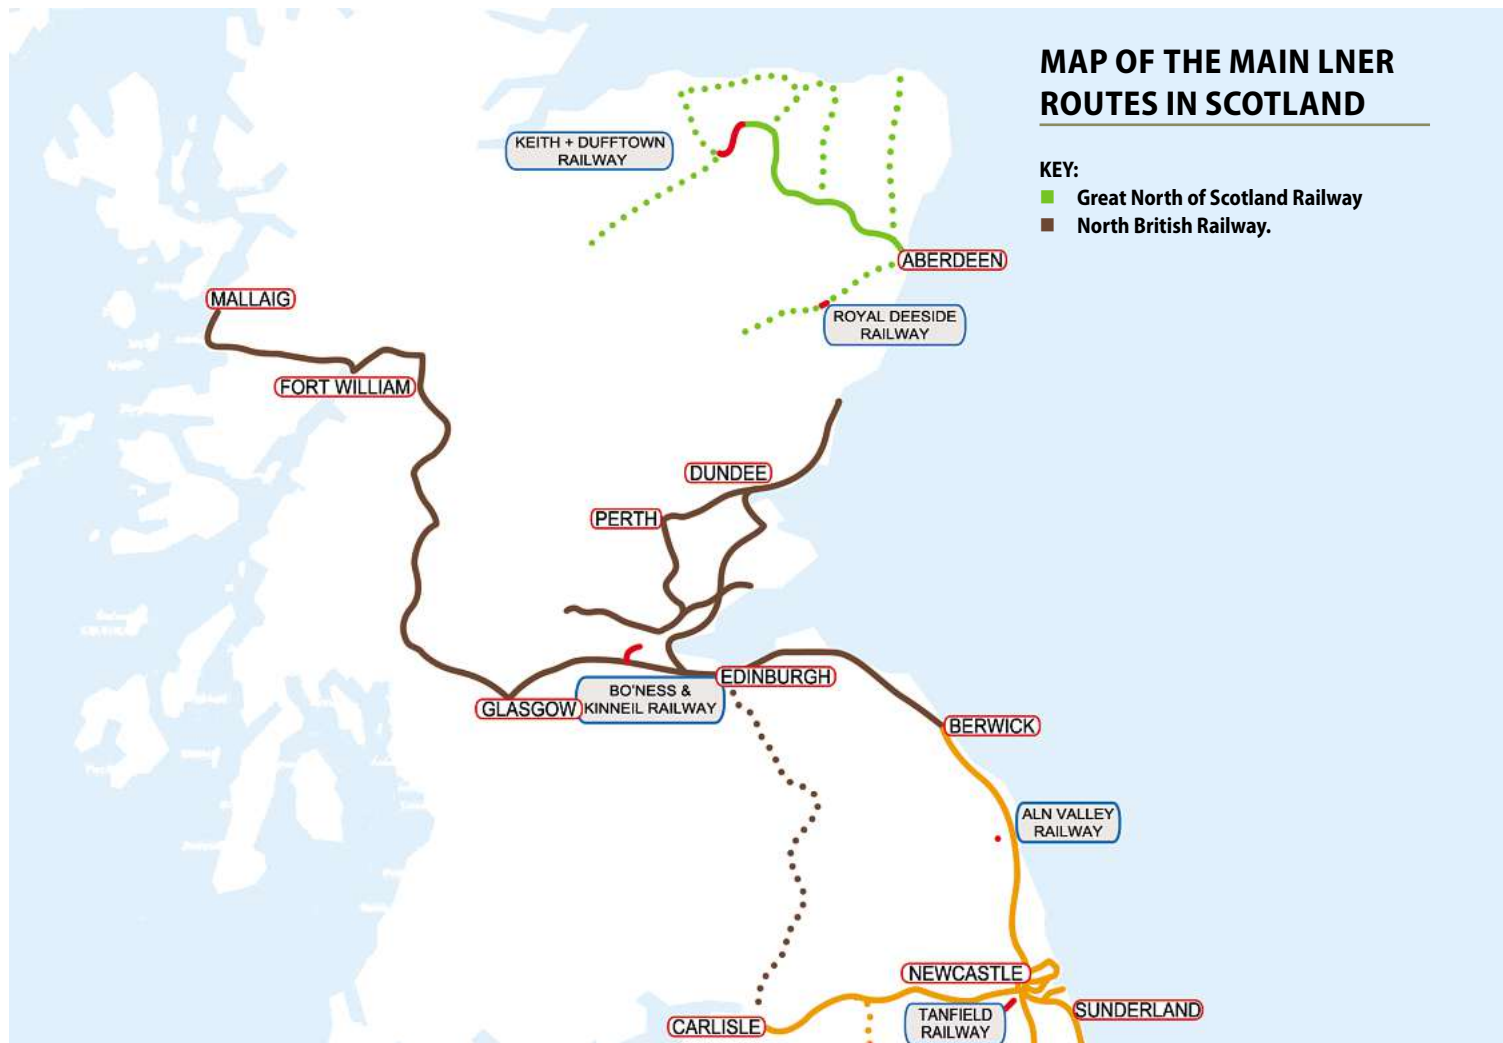 MAP OF THE MAIN LNER
ROUTES IN SCOTLAND
KEY:
Great North of Scotland Railway
North British Railway.
KEITH + DUFFTOWN
RAILWAY
ABERDEEN
MALLAIG
ROYAL DEESIDE
RAILWAY
FORT WILLIAM
DUNDEE
PERTH
EDINBURGH
BO'NESS &
KINNEIL RAILWAY
GLASGOW
BERWICK
ALN VALLEY
RAILWAY
NEWCASTLE
SUNDERLAND
TANFIELD
RAILWAY
CARLISLE